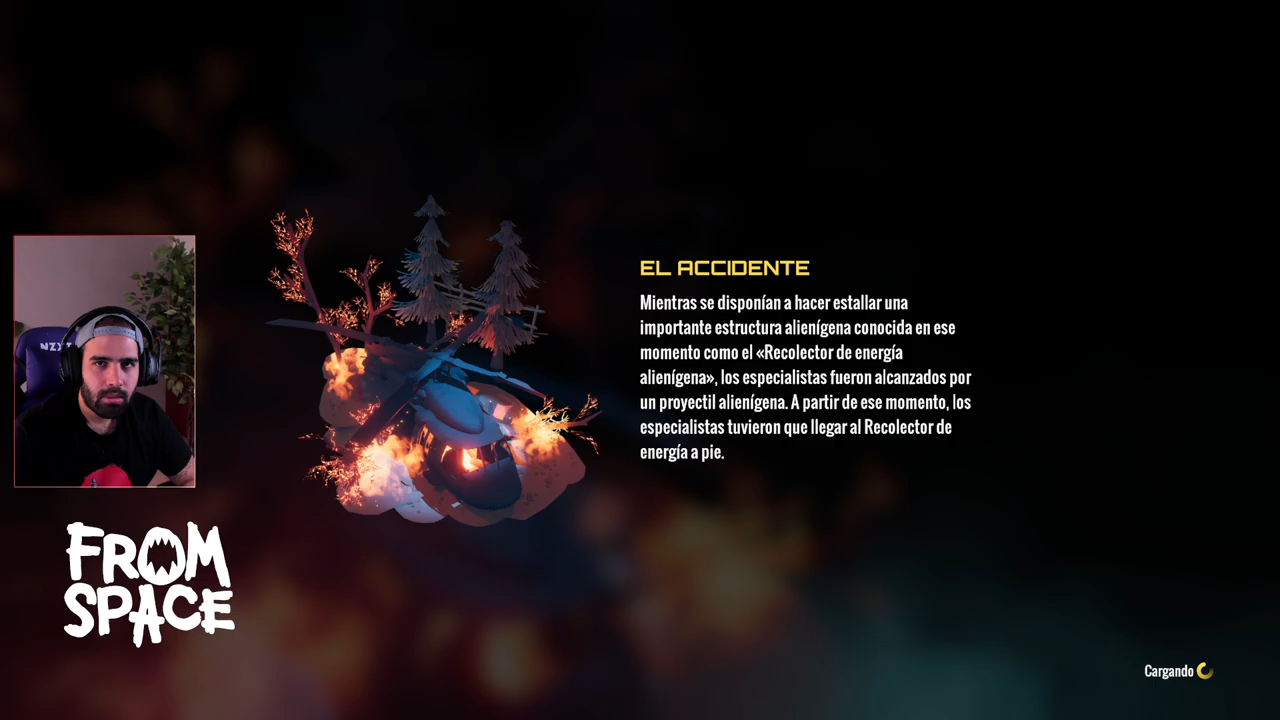 EL ACCIDENTE
Mientras se disponían a hacer estallar una
importante estructura alienígena conocida en ese
momento como el «Recolector de energía
alienígena», los especialistas fueron alcanzados por
un proyectil alienígena. A partir de ese momento, los
especialistas tuvieron que llegar al Recolector de
energía a pie.
NZXT
FROM
SPACE
Cargando